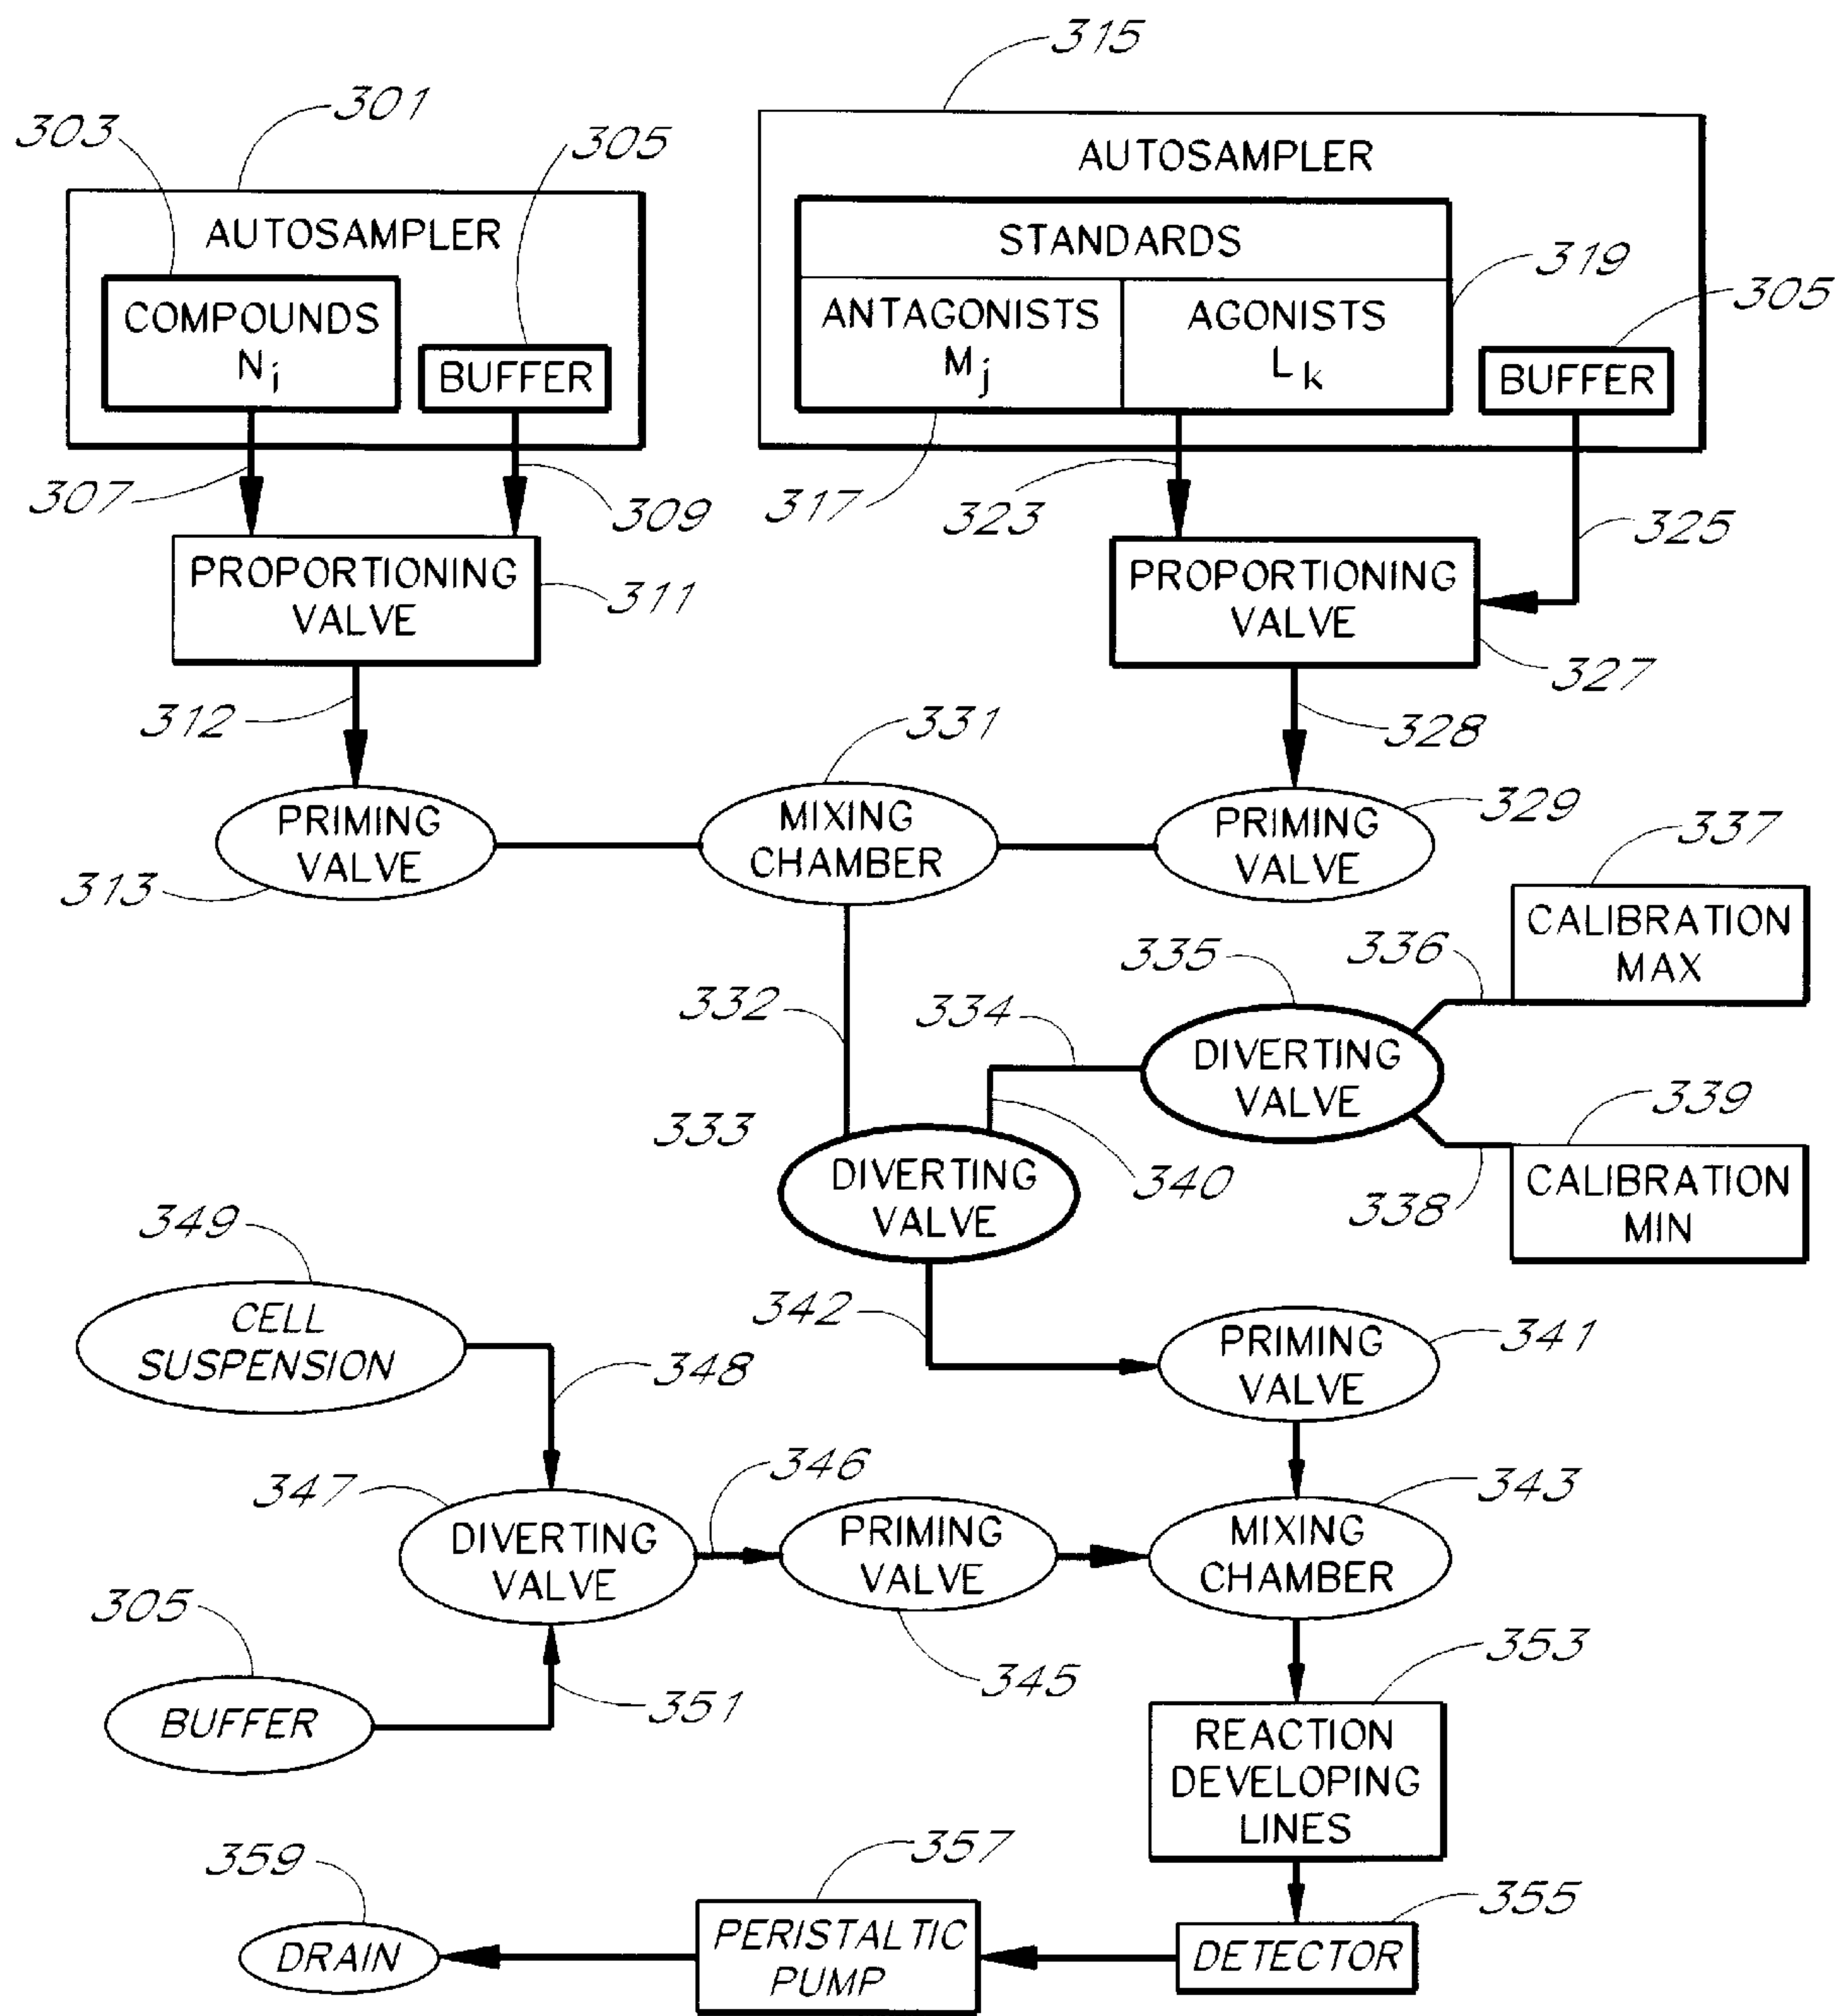 315
301
303
305
AUTOSAMPLER
AUTOSAMPLER
STANDARDS
319
305
COMPOUNDS
N i
BUFFER
ANTAGONISTS
M j
AGONISTS
L k
BUFFER
307
309
317
323
325
PROPORTIONING
VALVE
311
PROPORTIONING
VALVE
327
312
331
328
329
PRIMING
VALVE
MIXING
CHAMBER
PRIMING
VALVE
313
337
CALIBRATION
MAX
335
336
332
334
DIVERTING
VALVE
339
333
340
338
CALIBRATION
MIN
DIVERTING
VALVE
349
CELL
SUSPENSION
342
341
348
PRIMING
VALVE
347
346
343
DIVERTING
VALVE
PRIMING
VALVE
MIXING
CHAMBER
305
351
345
353
BUFFER
REACTION
DEVELOPING
LINES
359
357
355
DRAIN
PERISTALTIC
PUMP
DETECTOR